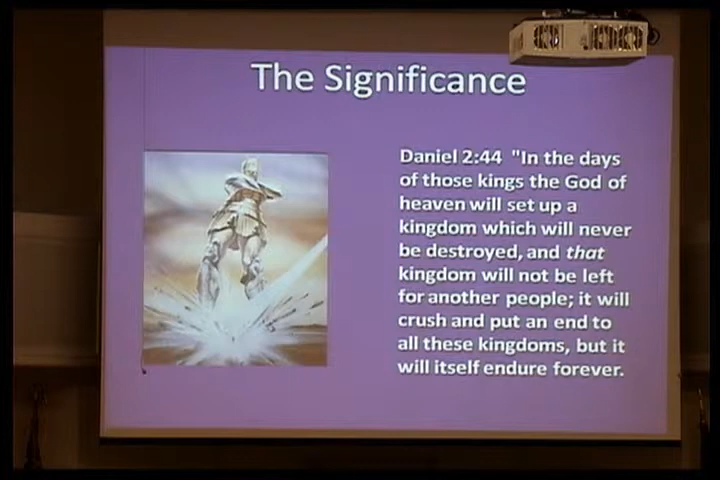 The Significance
Daniel 2:44 "In the days
of those kings the God of
heaven will set up a
kingdom which will never
be destroyed, and that
kingdom will not be left
for another people; it will
crush and put an end to
all these kingdoms, but it
will itself endure forever.